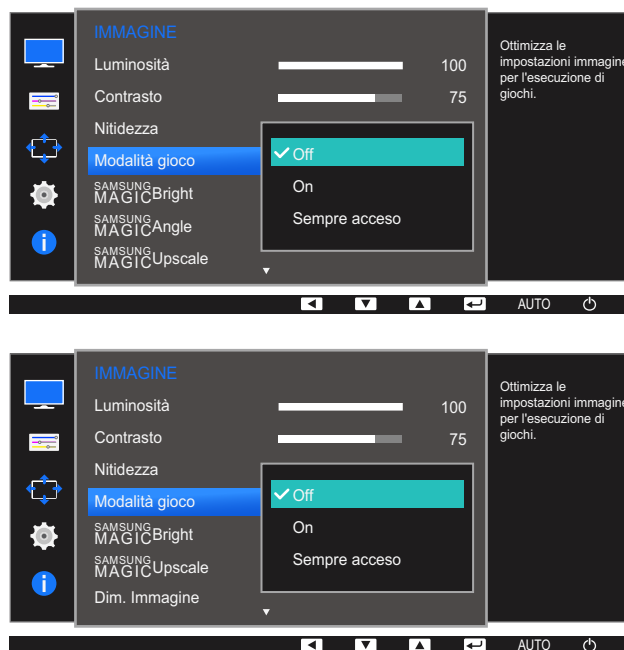 IMMAGINE
Luminosità 100
Contrasto 75
Nitidezza
Modalità gioco
SAMSUNG MAGIC Bright
SAMSUNG MAGIC Angle
SAMSUNG MAGIC Upscale
Off
On
Sempre acceso
Ottimizza le
impostazioni immagine
per l'esecuzione di
giochi.
AUTO
IMMAGINE
Luminosità 100
Contrasto 75
Nitidezza
Modalità gioco
SAMSUNG MAGIC Bright
SAMSUNG MAGIC Upscale
Dim. Immagine
Off
On
Sempre acceso
Ottimizza le
impostazioni immagine
per l'esecuzione di
giochi.
AUTO